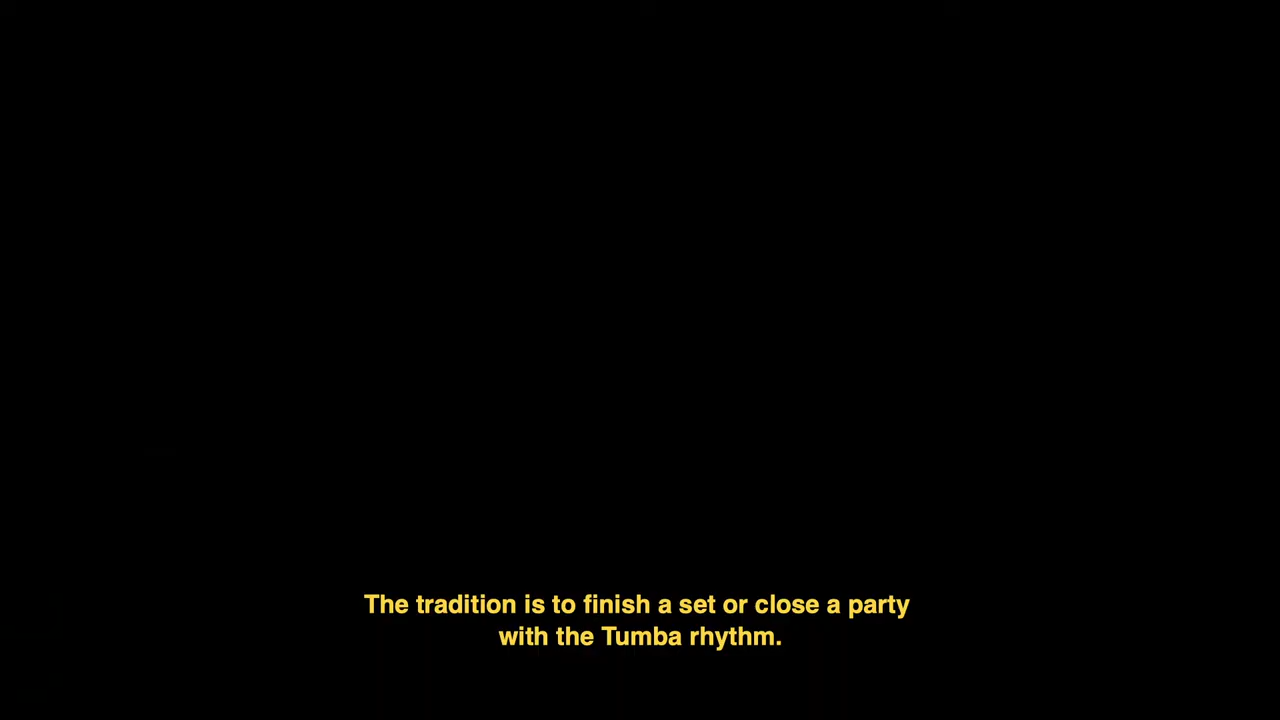 The tradition is to finish a set or close a party
with the Tumba rhythm.